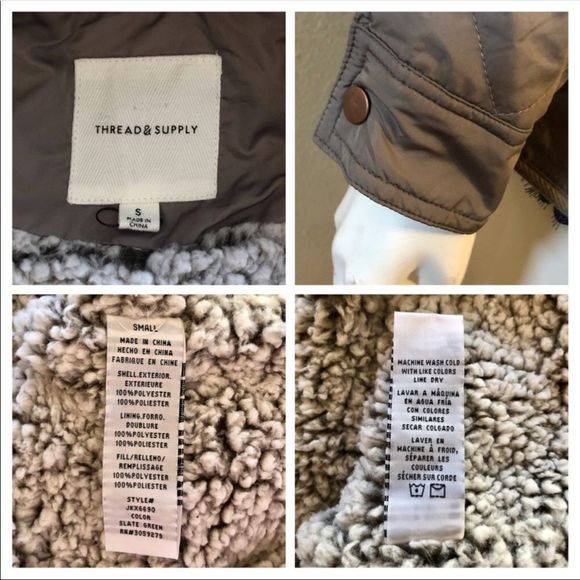 THREAD & SUPPLY
S
MADE IN
CHINA
SMALL
MADE IN CHINA
HECHO EN CHINA
FABRIQUE EN CHINE
SHELL.EXTERIOR.
EXTERIEURE
100%POLYESTER
100%POLIESTER
LINING.FORRO.
DOUBLURE
100%POLYESTER
100%POLIESTER
FILL/RELLENO/
REMPLISSAGE
100%POLYESTER
100%POLIESTER
STYLE#
JKX6690
COLOR
SLATE GREEN
RN#3059279
MACHINE WASH COLD
WITH LIKE COLORS
LINE DRY
LAVAR A MÁQUINA
EN AGUA FRÍA
CON COLORES
SIMILARES
SECAR COLGADO
LAVER EN
MACHINE À FROID,
SÉPARER LES
COULEURS
SÉCHER SUR CORDE